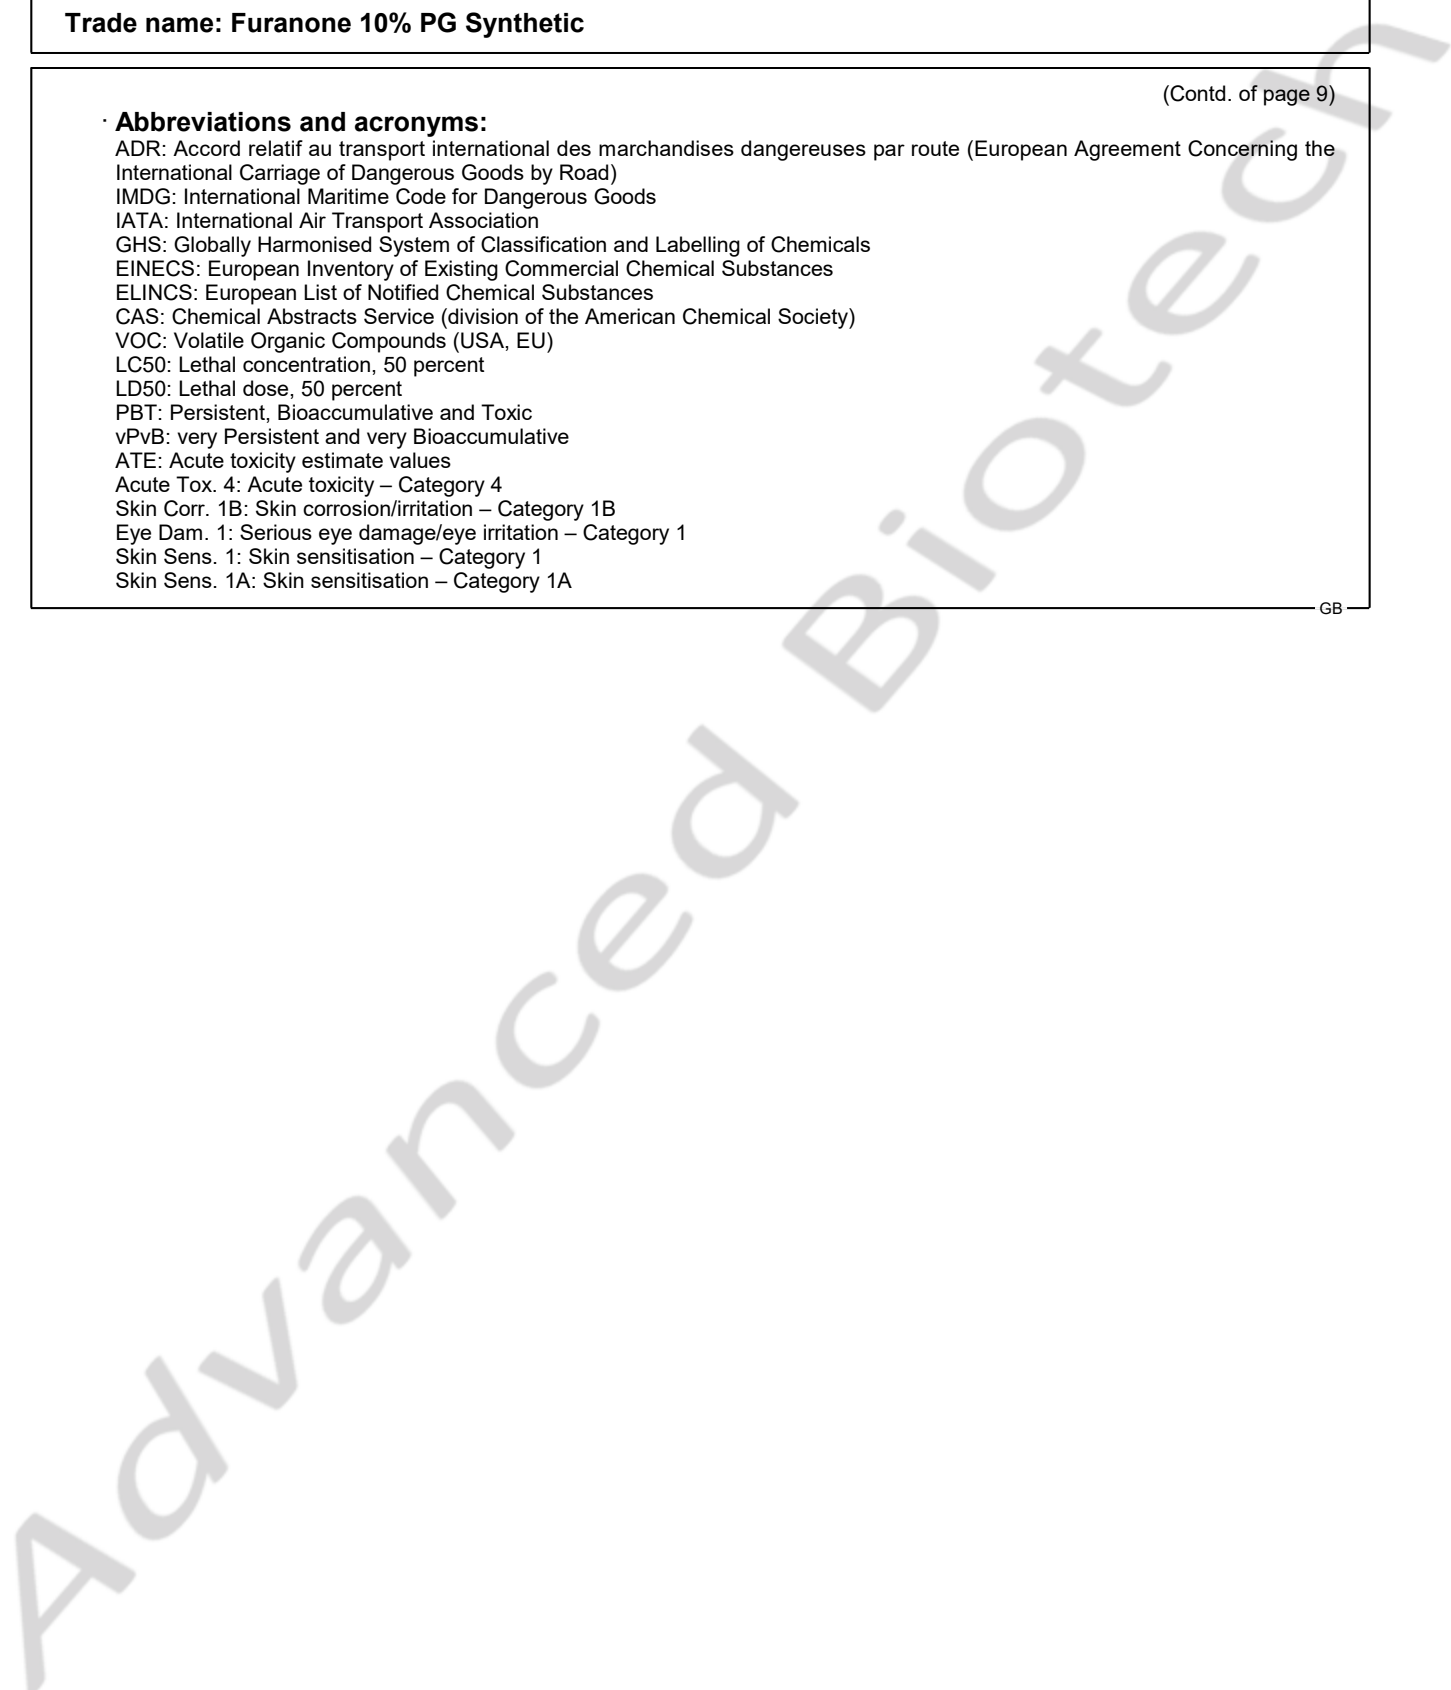 Trade name: Furanone 10% PG Synthetic
(Contd. of page 9)
· Abbreviations and acronyms:
ADR: Accord relatif au transport international des marchandises dangereuses par route (European Agreement Concerning the
International Carriage of Dangerous Goods by Road)
IMDG: International Maritime Code for Dangerous Goods
IATA: International Air Transport Association
GHS: Globally Harmonised System of Classification and Labelling of Chemicals
EINECS: European Inventory of Existing Commercial Chemical Substances
ELINCS: European List of Notified Chemical Substances
CAS: Chemical Abstracts Service (division of the American Chemical Society)
VOC: Volatile Organic Compounds (USA, EU)
LC50: Lethal concentration, 50 percent
LD50: Lethal dose, 50 percent
PBT: Persistent, Bioaccumulative and Toxic
vPvB: very Persistent and very Bioaccumulative
ATE: Acute toxicity estimate values
Acute Tox. 4: Acute toxicity – Category 4
Skin Corr. 1B: Skin corrosion/irritation – Category 1B
Eye Dam. 1: Serious eye damage/eye irritation – Category 1
Skin Sens. 1: Skin sensitisation – Category 1
Skin Sens. 1A: Skin sensitisation – Category 1A
GB
Advanced Biotech